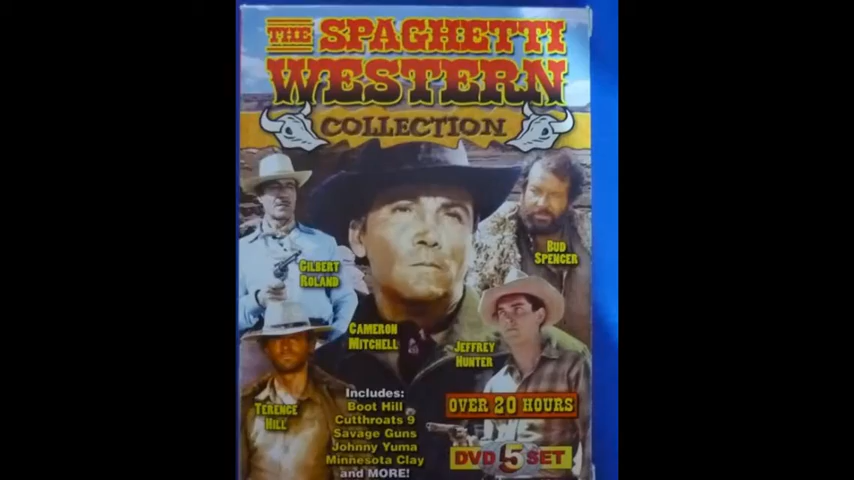 THE SPAGHETTI
WESTERN
COLLECTION
BUD
SPENCER
GILBERT
ROLAND
CAMERON
MITCHELL
JEFFREY
HUNTER
TERENCE
HILL
Includes:
Boot Hill
Cutthroats 9
Savage Guns
Johnny Yuma
Minnesota Clay
and MORE!
OVER 20 HOURS
DVD 5 SET